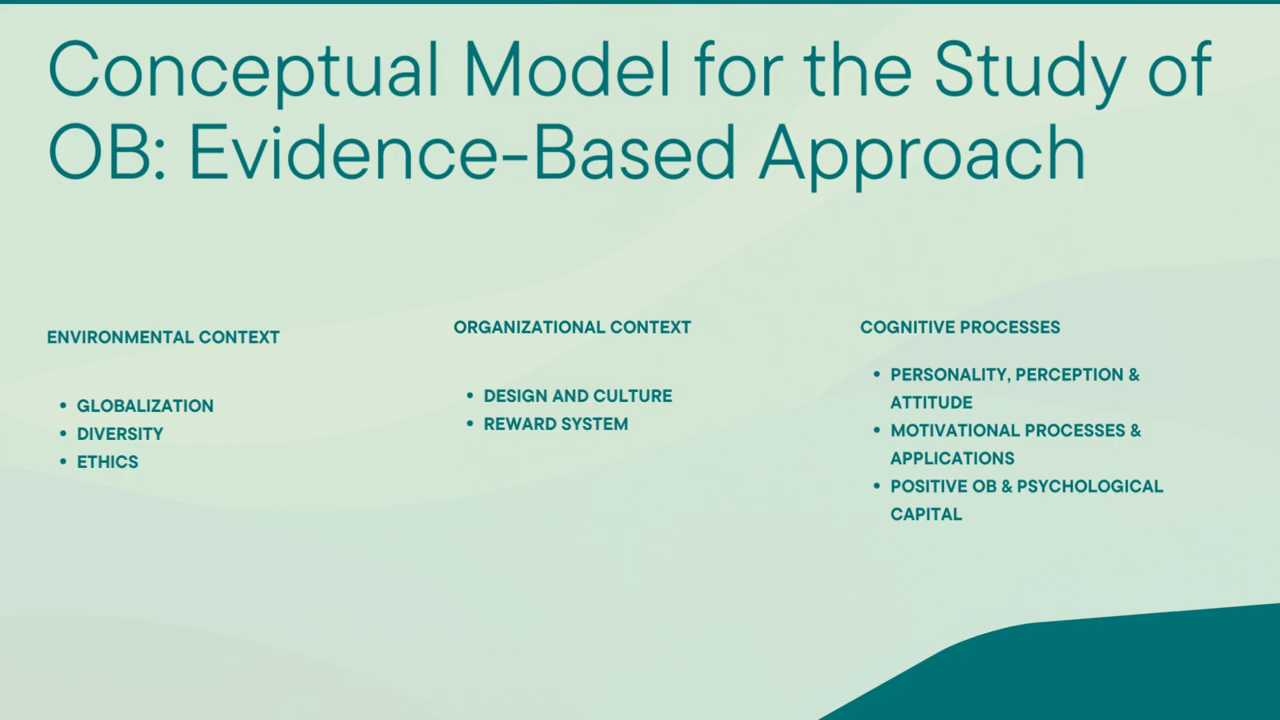 Conceptual Model for the Study of
OB: Evidence-Based Approach
ENVIRONMENTAL CONTEXT
• GLOBALIZATION
• DIVERSITY
• ETHICS
ORGANIZATIONAL CONTEXT
• DESIGN AND CULTURE
• REWARD SYSTEM
COGNITIVE PROCESSES
• PERSONALITY, PERCEPTION &
ATTITUDE
• MOTIVATIONAL PROCESSES &
APPLICATIONS
• POSITIVE OB & PSYCHOLOGICAL
CAPITAL